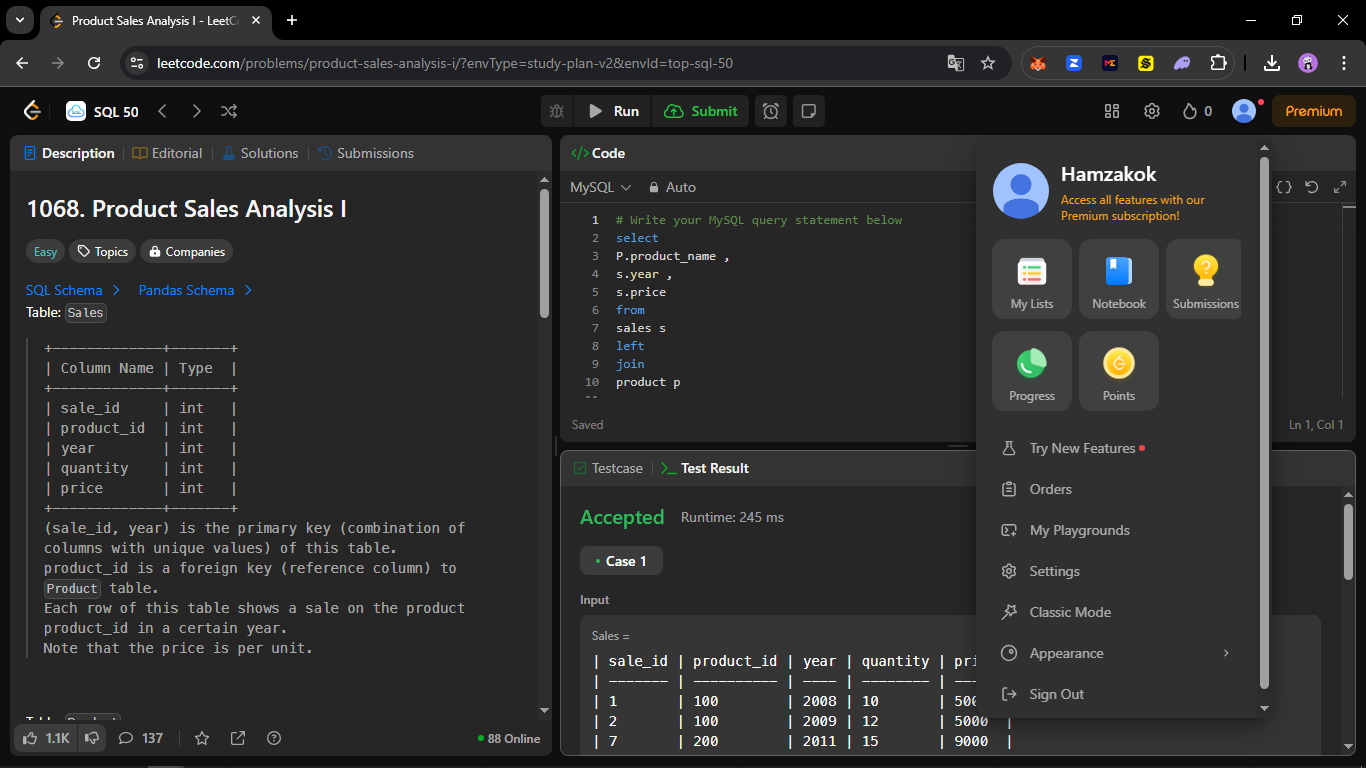 Product Sales Analysis I - LeetC
leetcode.com/problems/product-sales-analysis-i/?envType=study-plan-v2&envId=top-sql-50
SQL 50
Run
Submit
0
Premium
Description
Editorial
Solutions
Submissions
1068. Product Sales Analysis I
Easy
Topics
Companies
SQL Schema
Pandas Schema
Table: Sales
+-------------+-------+
| Column Name | Type  |
+-------------+-------+
| sale_id     | int   |
| product_id  | int   |
| year        | int   |
| quantity    | int   |
| price       | int   |
+-------------+-------+
(sale_id, year) is the primary key (combination of
columns with unique values) of this table.
product_id is a foreign key (reference column) to
Product table.
Each row of this table shows a sale on the product
product_id in a certain year.
Note that the price is per unit.
1.1K
137
88 Online
Code
MySQL
Auto
1 # Write your MySQL query statement below
2 select
3 P.product_name ,
4 s.year ,
5 s.price
6 from
7 sales s
8 left
9 join
10 product p
Saved
Ln 1, Col 1
Testcase
Test Result
Accepted
Runtime: 245 ms
Case 1
Input
Sales =
| sale_id | product_id | year | quantity | pri
| ------- | ---------- | ---- | -------- | ---
| 1 | 100 | 2008 | 10 | 500
| 2 | 100 | 2009 | 12 | 5000 |
| 7 | 200 | 2011 | 15 | 9000 |
Hamzakok
Access all features with our
Premium subscription!
My Lists
Notebook
Submissions
Progress
Points
Try New Features
Orders
My Playgrounds
Settings
Classic Mode
Appearance
Sign Out